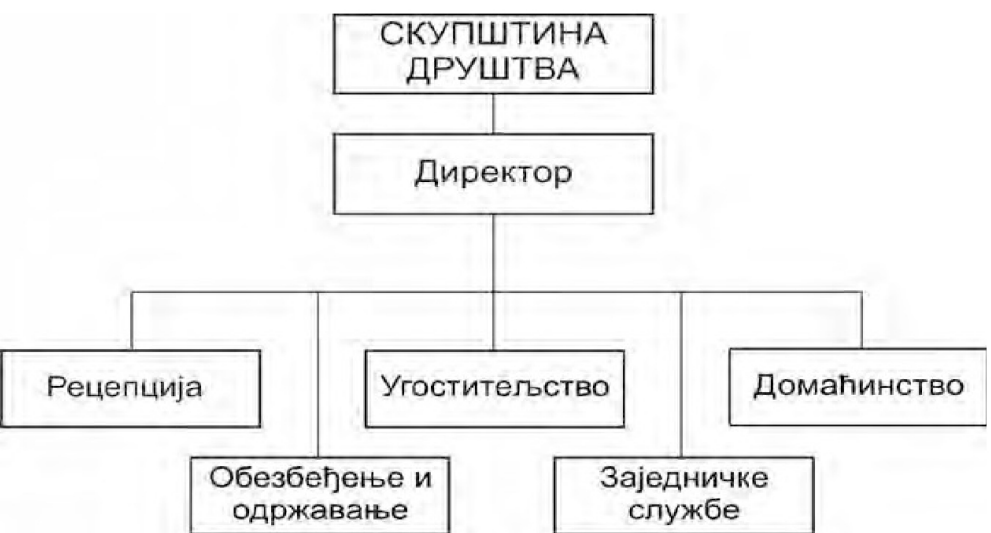 СКУПШТИНА
ДРУШТВА
Директор
Рецепција
Угоститељство
Домаћинство
Обезбеђење и
одржавање
Заједничке
службе